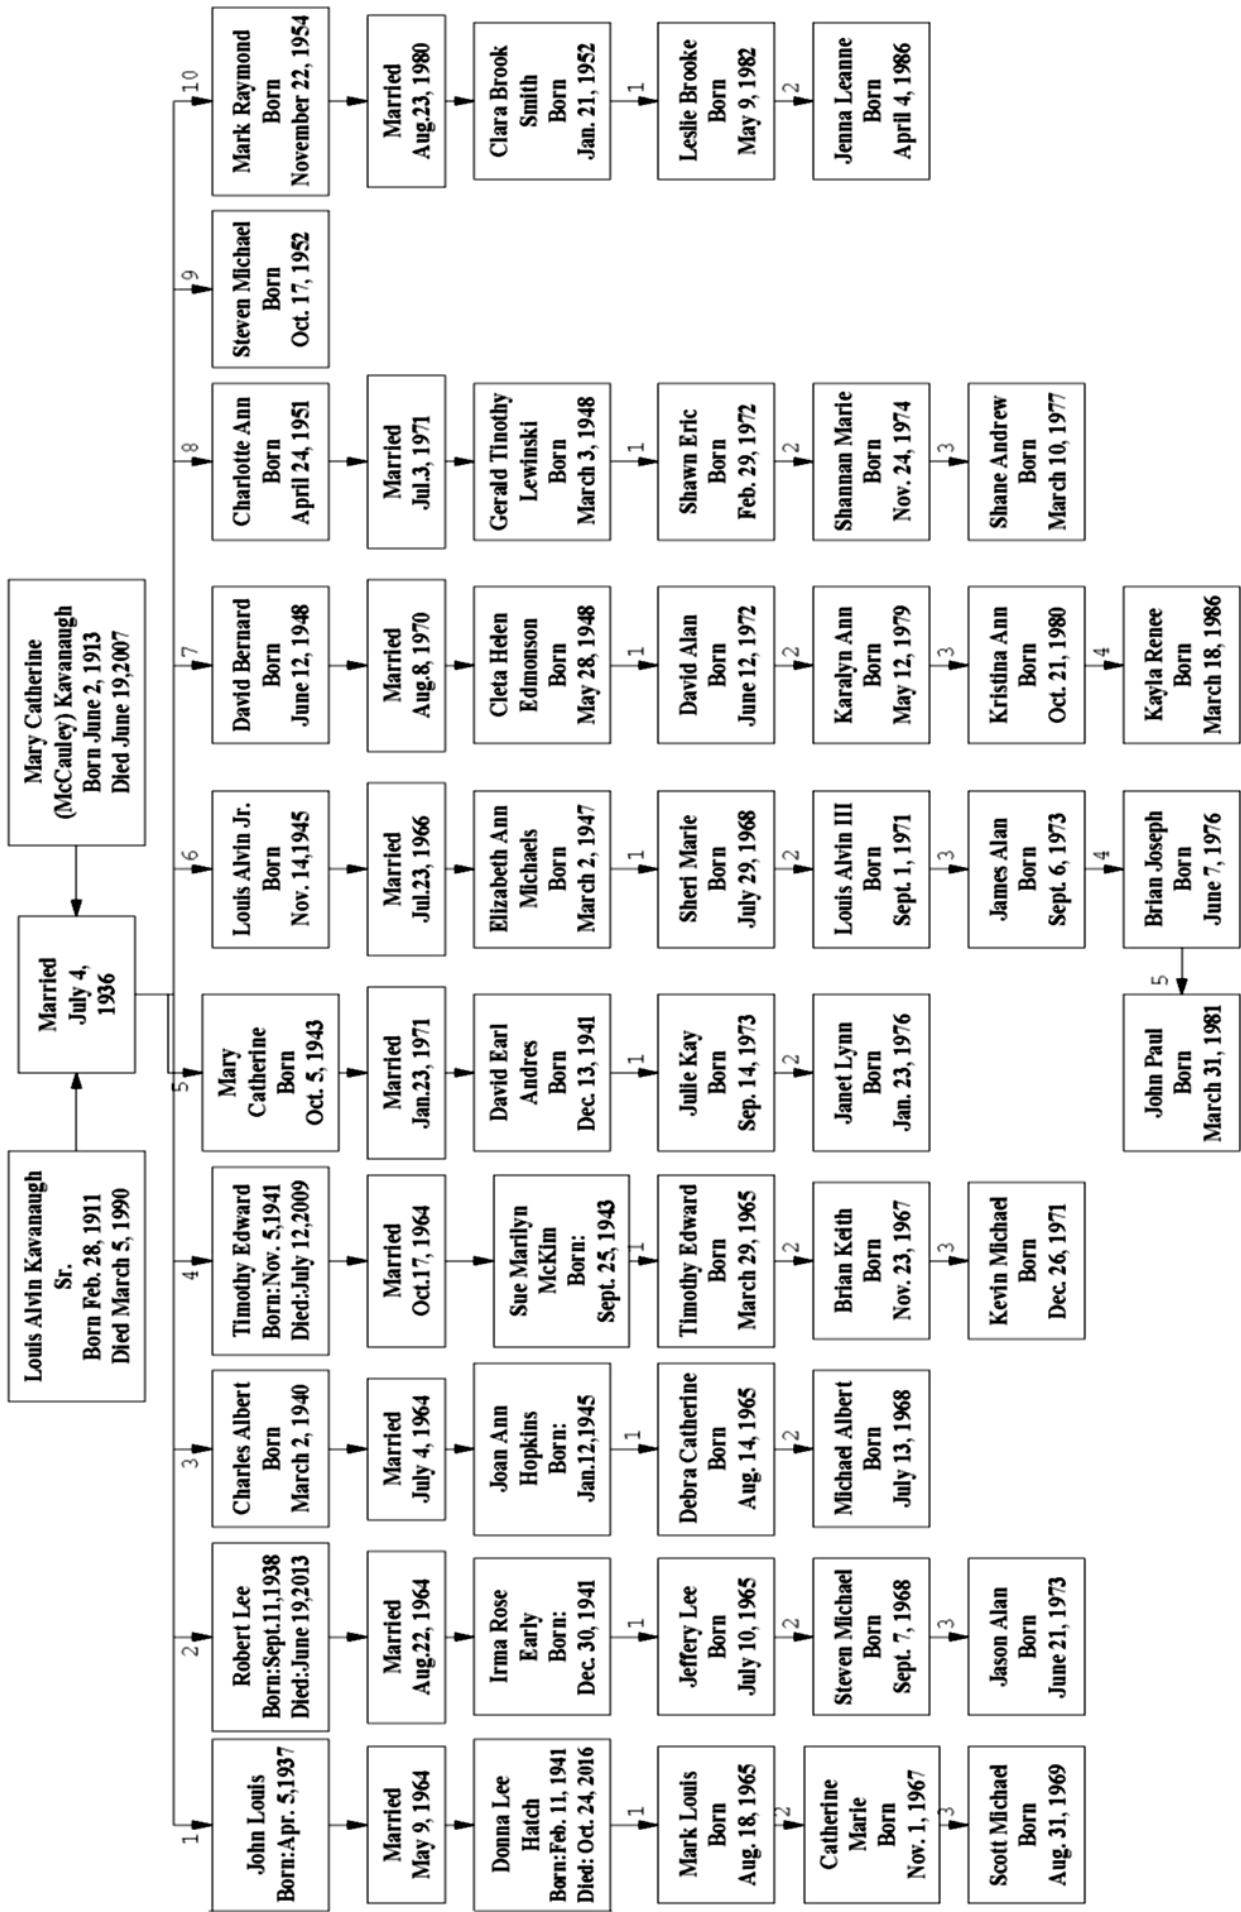 Louis Alvin Kavanaugh
Sr.
Born Feb. 28, 1911
Died March 5, 1990
Married
July 4,
1936
Mary Catherine
(McCauley) Kavanaugh
Born June 2, 1913
Died June 19,2007
1
John Louis
Born:Apr. 5,1937
Married
May 9, 1964
Donna Lee
Hatch
Born:Feb. 11, 1941
Died: Oct. 24, 2016
1
Mark Louis
Born
Aug. 18, 1965
2
Catherine
Marie
Born
Nov. 1, 1967
3
Scott Michael
Born
Aug. 31, 1969
2
Robert Lee
Born:Sept.11,1938
Died:June 19,2013
Married
Aug.22, 1964
Irma Rose
Early
Born:
Dec. 30, 1941
1
Jeffery Lee
Born
July 10, 1965
2
Steven Michael
Born
Sept. 7, 1968
3
Jason Alan
Born
June 21, 1973
3
Charles Albert
Born
March 2, 1940
Married
July 4, 1964
Joan Ann
Hopkins
Born:
Jan.12,1945
1
Debra Catherine
Born
Aug. 14, 1965
2
Michael Albert
Born
July 13, 1968
4
Timothy Edward
Born:Nov. 5,1941
Died:July 12,2009
Married
Oct.17, 1964
Sue Marilyn
McKim
Born:
Sept. 25, 1943
1
Timothy Edward
Born
March 29, 1965
2
Brian Keith
Born
Nov. 23, 1967
3
Kevin Michael
Born
Dec. 26, 1971
5
Mary
Catherine
Born
Oct. 5, 1943
Married
Jan.23, 1971
David Earl
Andres
Born
Dec. 13, 1941
1
Julie Kay
Born
Sep. 14, 1973
2
Janet Lynn
Born
Jan. 23, 1976
6
Louis Alvin Jr.
Born
Nov. 14,1945
Married
Jul.23, 1966
Elizabeth Ann
Michaels
Born
March 2, 1947
1
Sheri Marie
Born
July 29, 1968
2
Louis Alvin III
Born
Sept. 1, 1971
3
James Alan
Born
Sept. 6, 1973
4
Brian Joseph
Born
June 7, 1976
5
John Paul
Born
March 31, 1981
7
David Bernard
Born
June 12, 1948
Married
Aug.8, 1970
Cleta Helen
Edmonson
Born
May 28, 1948
1
David Alan
Born
June 12, 1972
2
Karalyn Ann
Born
May 12, 1979
3
Kristina Ann
Born
Oct. 21, 1980
4
Kayla Renee
Born
March 18, 1986
8
Charlotte Ann
Born
April 24, 1951
Married
Jul.3, 1971
Gerald Tinothy
Lewinski
Born
March 3, 1948
1
Shawn Eric
Born
Feb. 29, 1972
2
Shannan Marie
Born
Nov. 24, 1974
3
Shane Andrew
Born
March 10, 1977
9
Steven Michael
Born
Oct. 17, 1952
10
Mark Raymond
Born
November 22, 1954
Married
Aug.23, 1980
Clara Brook
Smith
Born
Jan. 21, 1952
1
Leslie Brooke
Born
May 9, 1982
2
Jenna Leanne
Born
April 4, 1986